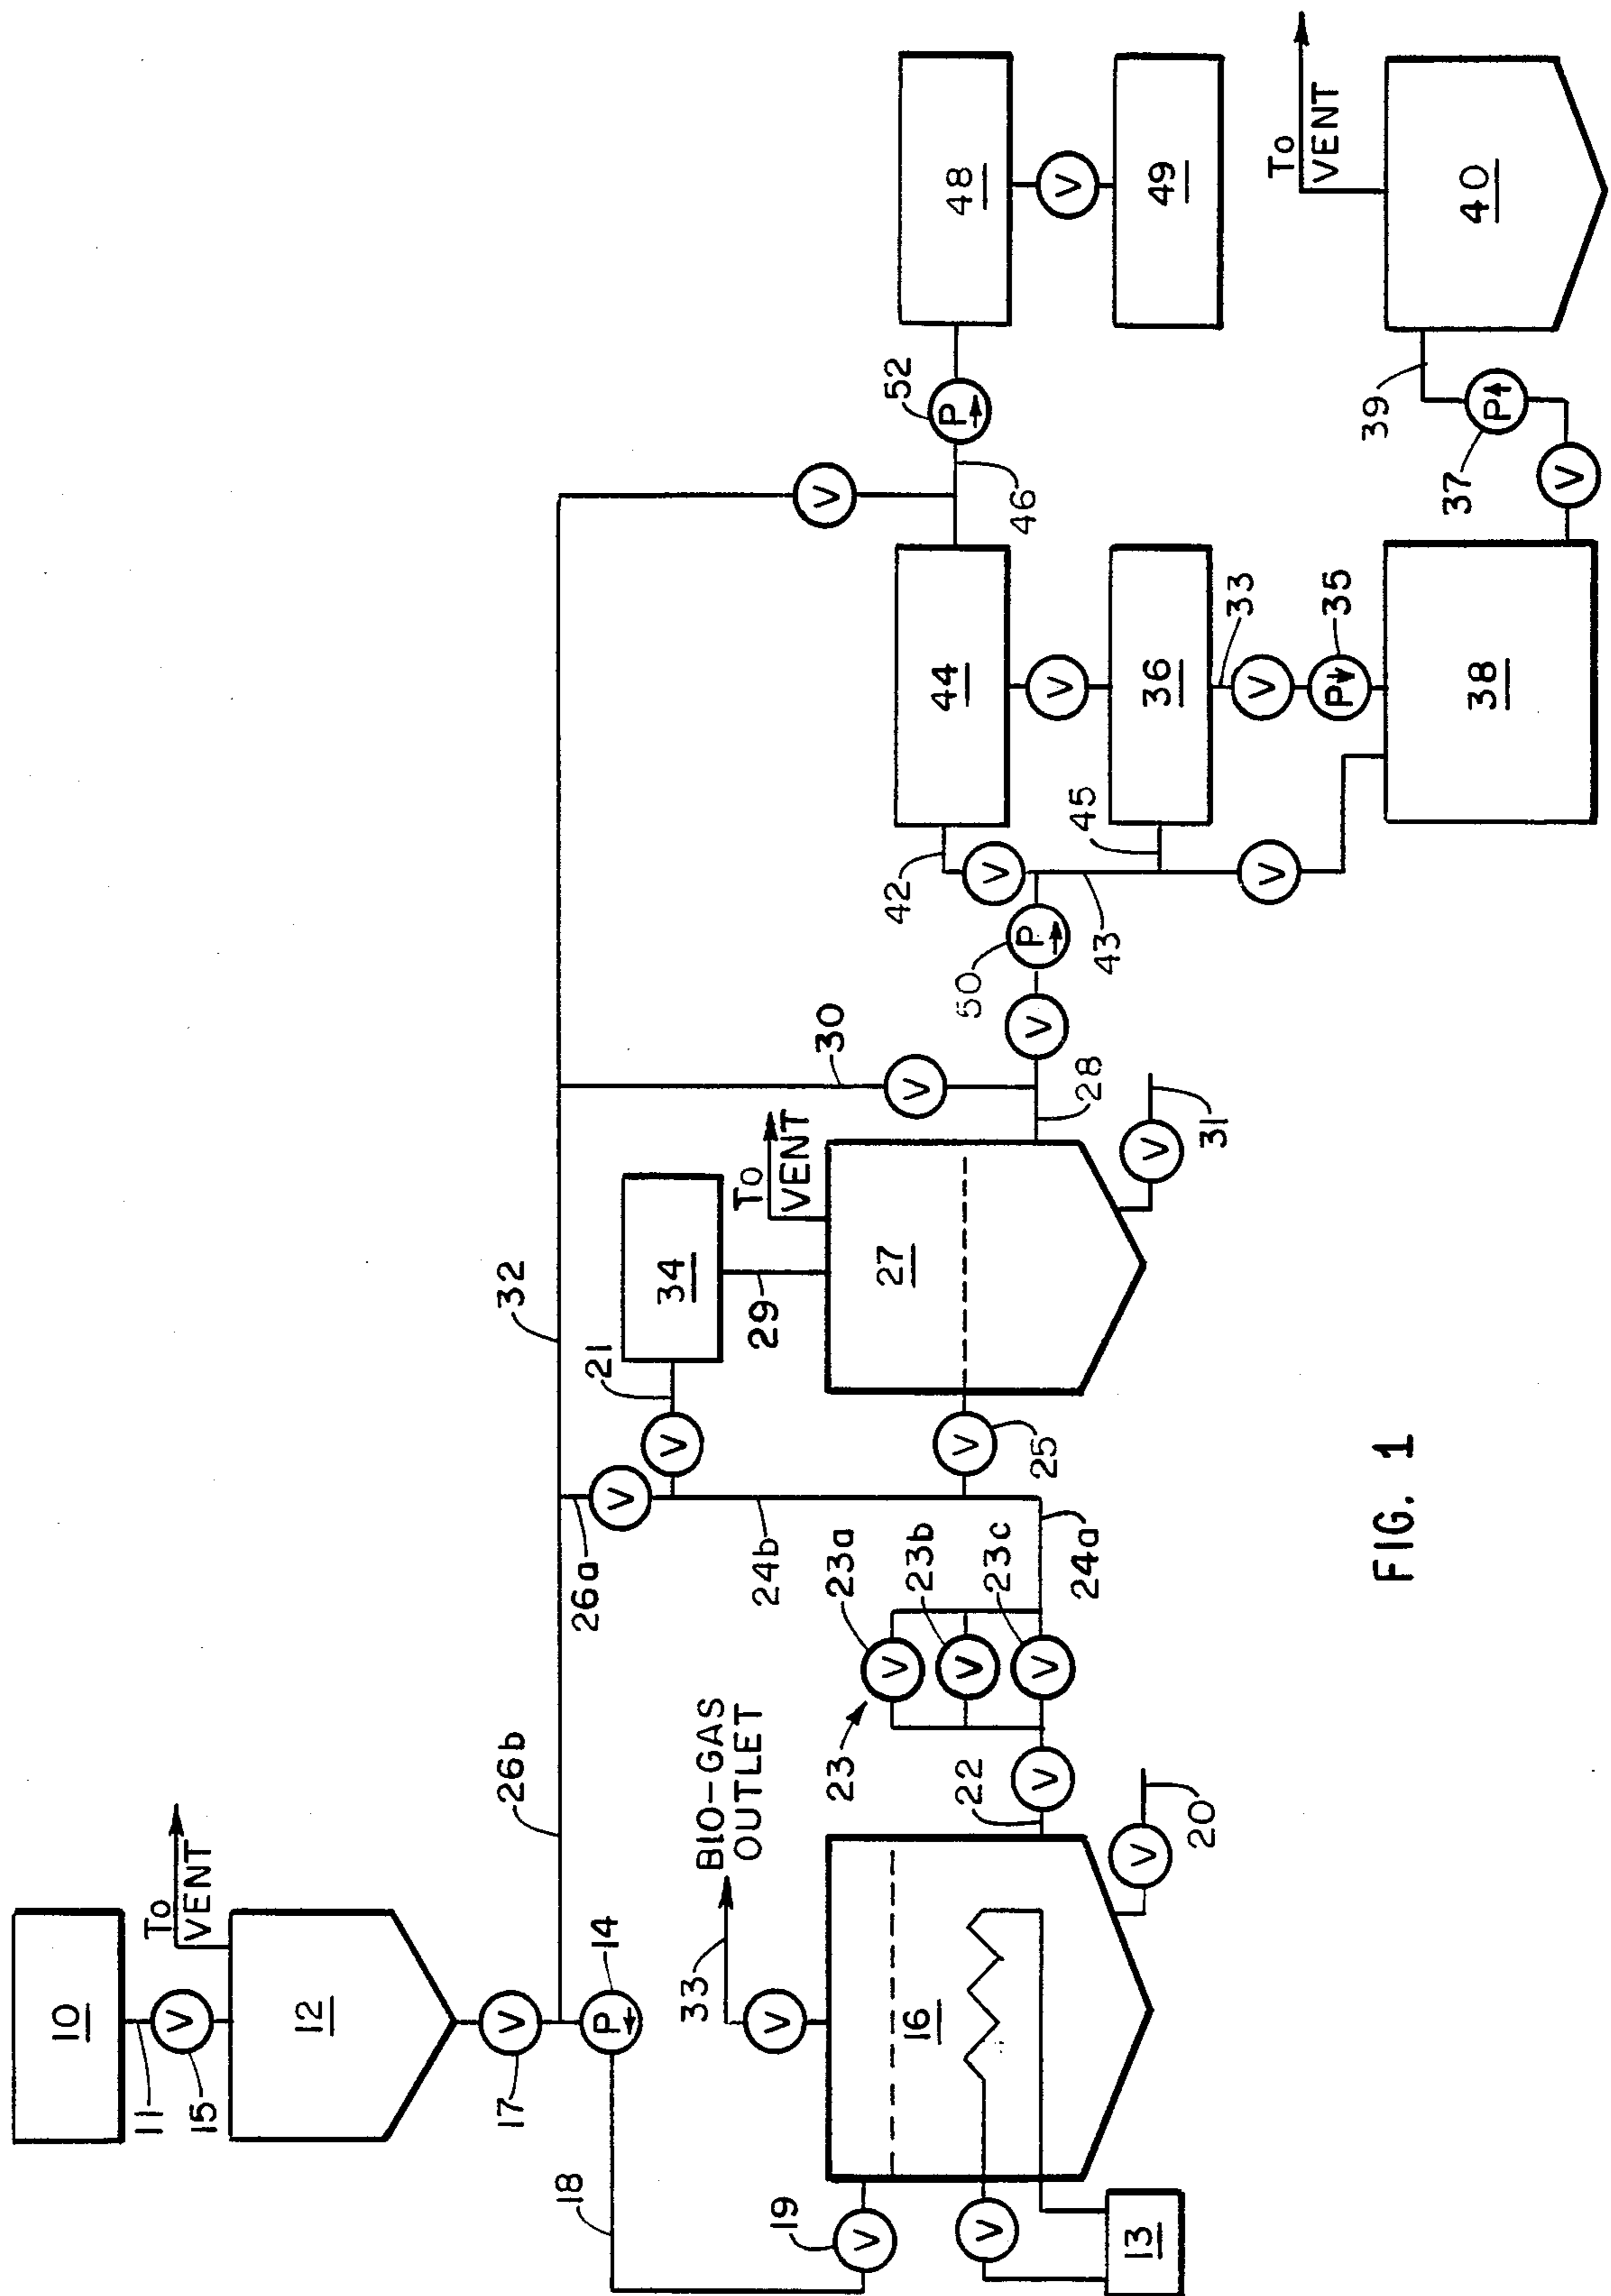 10
11
V
15
To
VENT
12
V
17
P
14
18
26b
32
26a
V
V
21
34
29
To
VENT
30
V
V
52
P
46
48
V
49
To
VENT
40
39
P
37
V
44
V
36
33
V
P
35
38
42
V
45
43
V
50
P
V
28
27
V
31
V
25
24b
24a
23a
V
23b
V
23c
V
23
BIO-GAS
OUTLET
33
V
22
V
20
V
16
19
V
V
13
FIG. 1